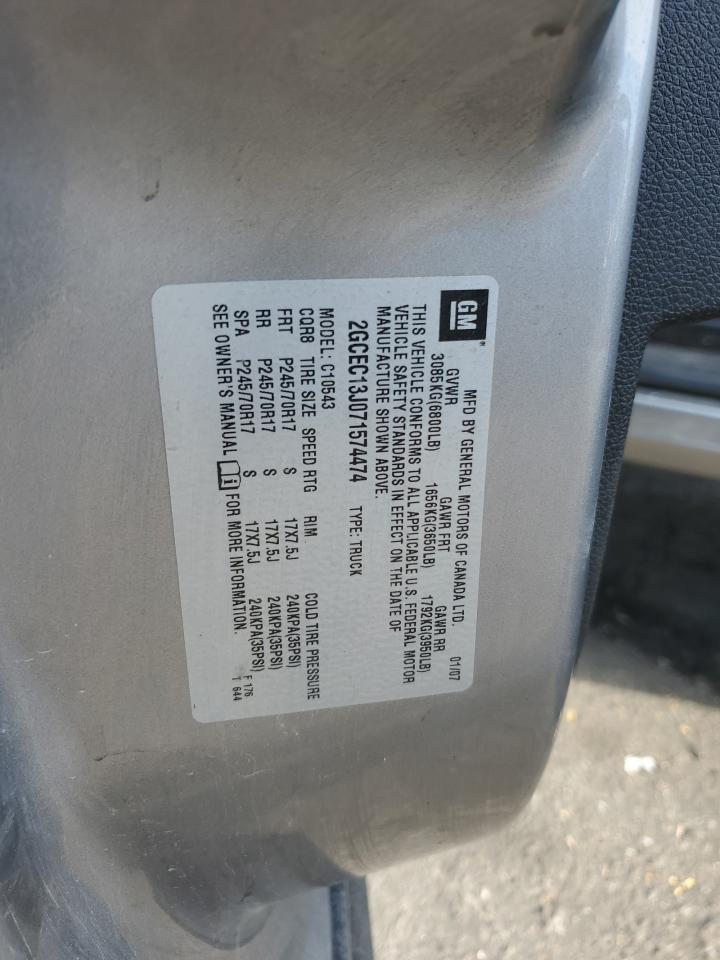 GM
MFD BY GENERAL MOTORS OF CANADA LTD. 01/07
GVWR GAWR FRT GAWR RR
3085KG(6800LB) 1656KG(3650LB) 1792KG(3950LB)
THIS VEHICLE CONFORMS TO ALL APPLICABLE U.S. FEDERAL MOTOR
VEHICLE SAFETY STANDARDS IN EFFECT ON THE DATE OF
MANUFACTURE SHOWN ABOVE.
2GCEC13J071574474 TYPE: TRUCK
MODEL: C10543
CQR8 TIRE SIZE SPEED RTG RIM COLD TIRE PRESSURE
FRT P245/70R17 S 17X7.5J 240KPA(35PSI)
RR P245/70R17 S 17X7.5J 240KPA(35PSI)
SPA P245/70R17 S 17X7.5J 240KPA(35PSI)
SEE OWNER'S MANUAL FOR MORE INFORMATION. F 176
T 644